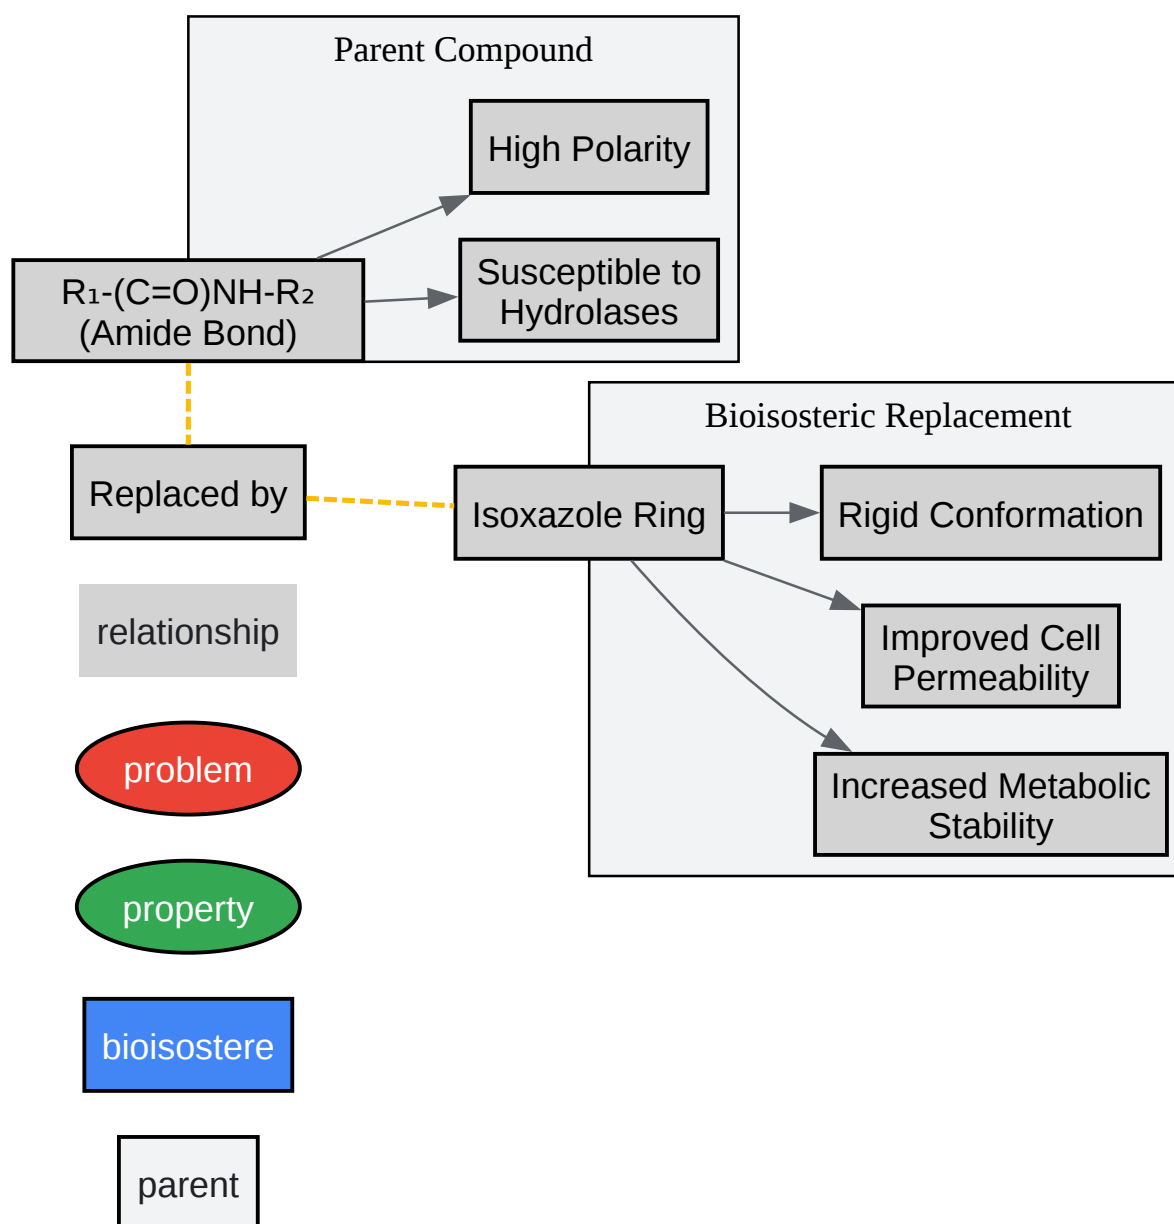 Parent Compound
High Polarity
Susceptible to
Hydrolases
R₁-(C=O)NH-R₂
(Amide Bond)
Bioisosteric Replacement
Replaced by
Isoxazole Ring
Rigid Conformation
Improved Cell
Permeability
Increased Metabolic
Stability
relationship
problem
property
bioisostere
parent